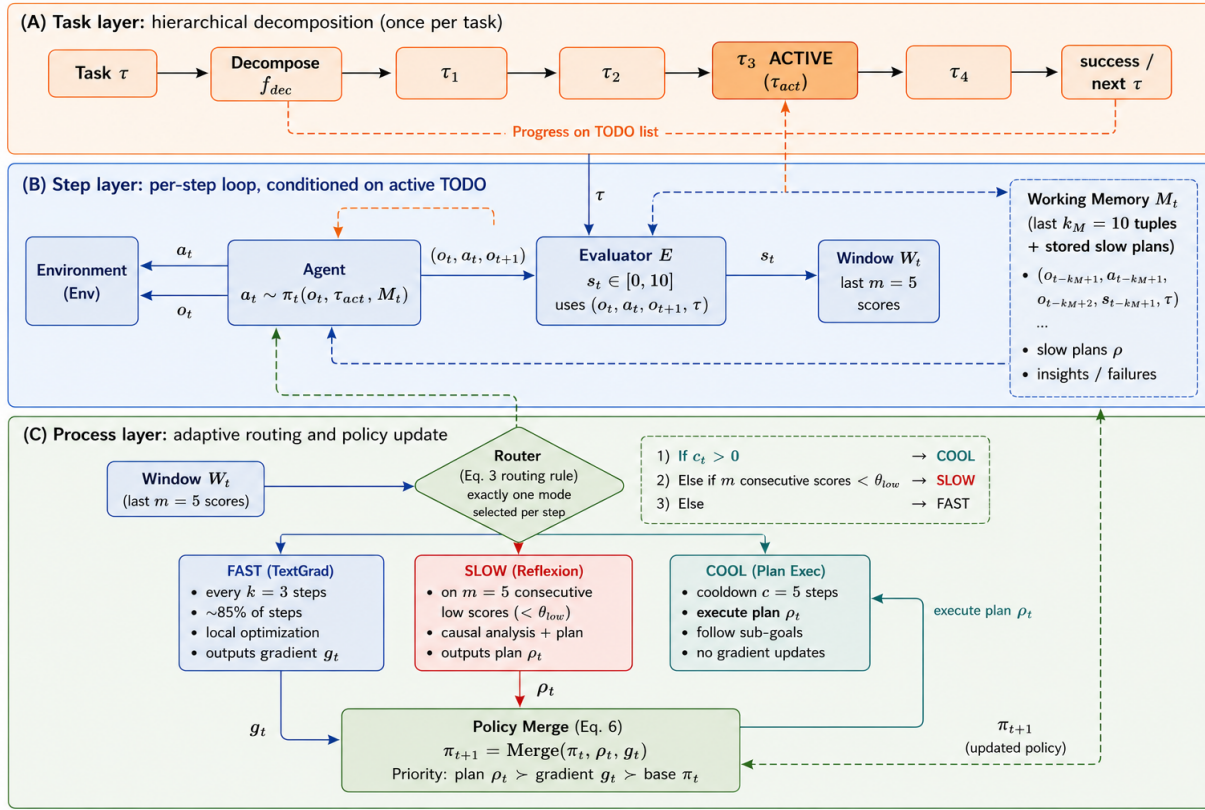 (A) Task layer: hierarchical decomposition (once per task)
Task τ
Decompose
f_dec
τ_1
τ_2
τ_3 ACTIVE
(τ_act)
τ_4
success /
next τ
Progress on TODO list
(B) Step layer: per-step loop, conditioned on active TODO
τ
Environment
(Env)
a_t
o_t
Agent
a_t ∼ π_t(o_t, τ_act, M_t)
(o_t, a_t, o_{t+1})
Evaluator E
s_t ∈ [0, 10]
uses (o_t, a_t, o_{t+1}, τ)
s_t
Window W_t
last m = 5
scores
Working Memory M_t
(last k_M = 10 tuples
+ stored slow plans)
• (o_{t−k_M+1}, a_{t−k_M+1},
o_{t−k_M+2}, s_{t−k_M+1}, τ)
...
• slow plans ρ
• insights / failures
(C) Process layer: adaptive routing and policy update
Window W_t
(last m = 5 scores)
Router
(Eq. 3 routing rule)
exactly one mode
selected per step
1) If c_t > 0 → COOL
2) Else if m consecutive scores < θ_low → SLOW
3) Else → FAST
FAST (TextGrad)
• every k = 3 steps
• ~85% of steps
• local optimization
• outputs gradient g_t
SLOW (Reflexion)
• on m = 5 consecutive
low scores (< θ_low)
• causal analysis + plan
• outputs plan ρ_t
COOL (Plan Exec)
• cooldown c = 5 steps
• execute plan ρ_t
• follow sub-goals
• no gradient updates
execute plan ρ_t
g_t
ρ_t
Policy Merge (Eq. 6)
π_{t+1} = Merge(π_t, ρ_t, g_t)
Priority: plan ρ_t ≻ gradient g_t ≻ base π_t
π_{t+1}
(updated policy)